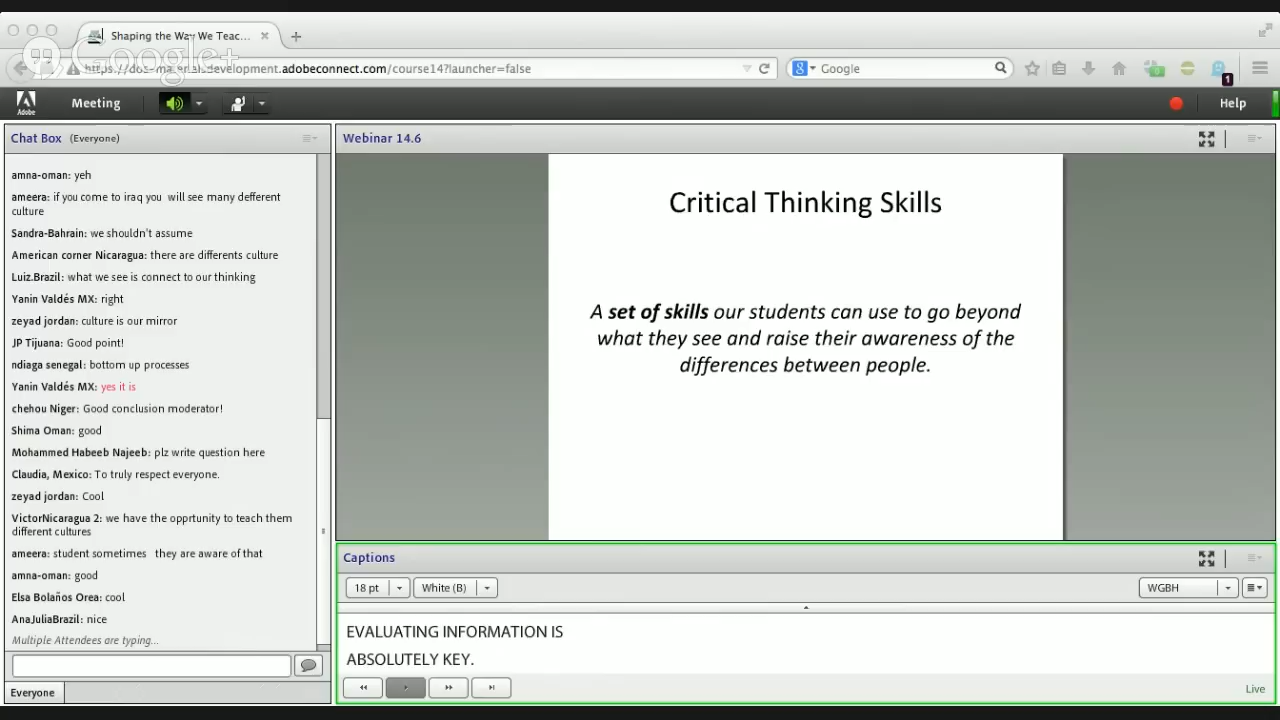 Shaping the Way We Teac...
Google+
adobeconnect.com/course14?launcher=false
Google
1
Adobe
Meeting
Help
Chat Box (Everyone)
amna-oman: yeh
ameera: if you come to iraq you will see many defferent
culture
Sandra-Bahrain: we shouldn't assume
American corner Nicaragua: there are differents culture
Luiz.Brazil: what we see is connect to our thinking
Yanin Valdés MX: right
zeyad jordan: culture is our mirror
JP Tijuana: Good point!
ndiaga senegal: bottom up processes
Yanin Valdés MX: yes it is
chehou Niger: Good conclusion moderator!
Shima Oman: good
Mohammed Habeeb Najeeb: plz write question here
Claudia, Mexico: To truly respect everyone.
zeyad jordan: Cool
VictorNicaragua 2: we have the opprtunity to teach them
different cultures
ameera: student sometimes they are aware of that
amna-oman: good
Elsa Bolaños Orea: cool
AnaJuliaBrazil: nice
Multiple Attendees are typing...
Everyone
Webinar 14.6
Critical Thinking Skills
A set of skills our students can use to go beyond
what they see and raise their awareness of the
differences between people.
Captions
18 pt
White (B)
WGBH
EVALUATING INFORMATION IS
ABSOLUTELY KEY.
Live